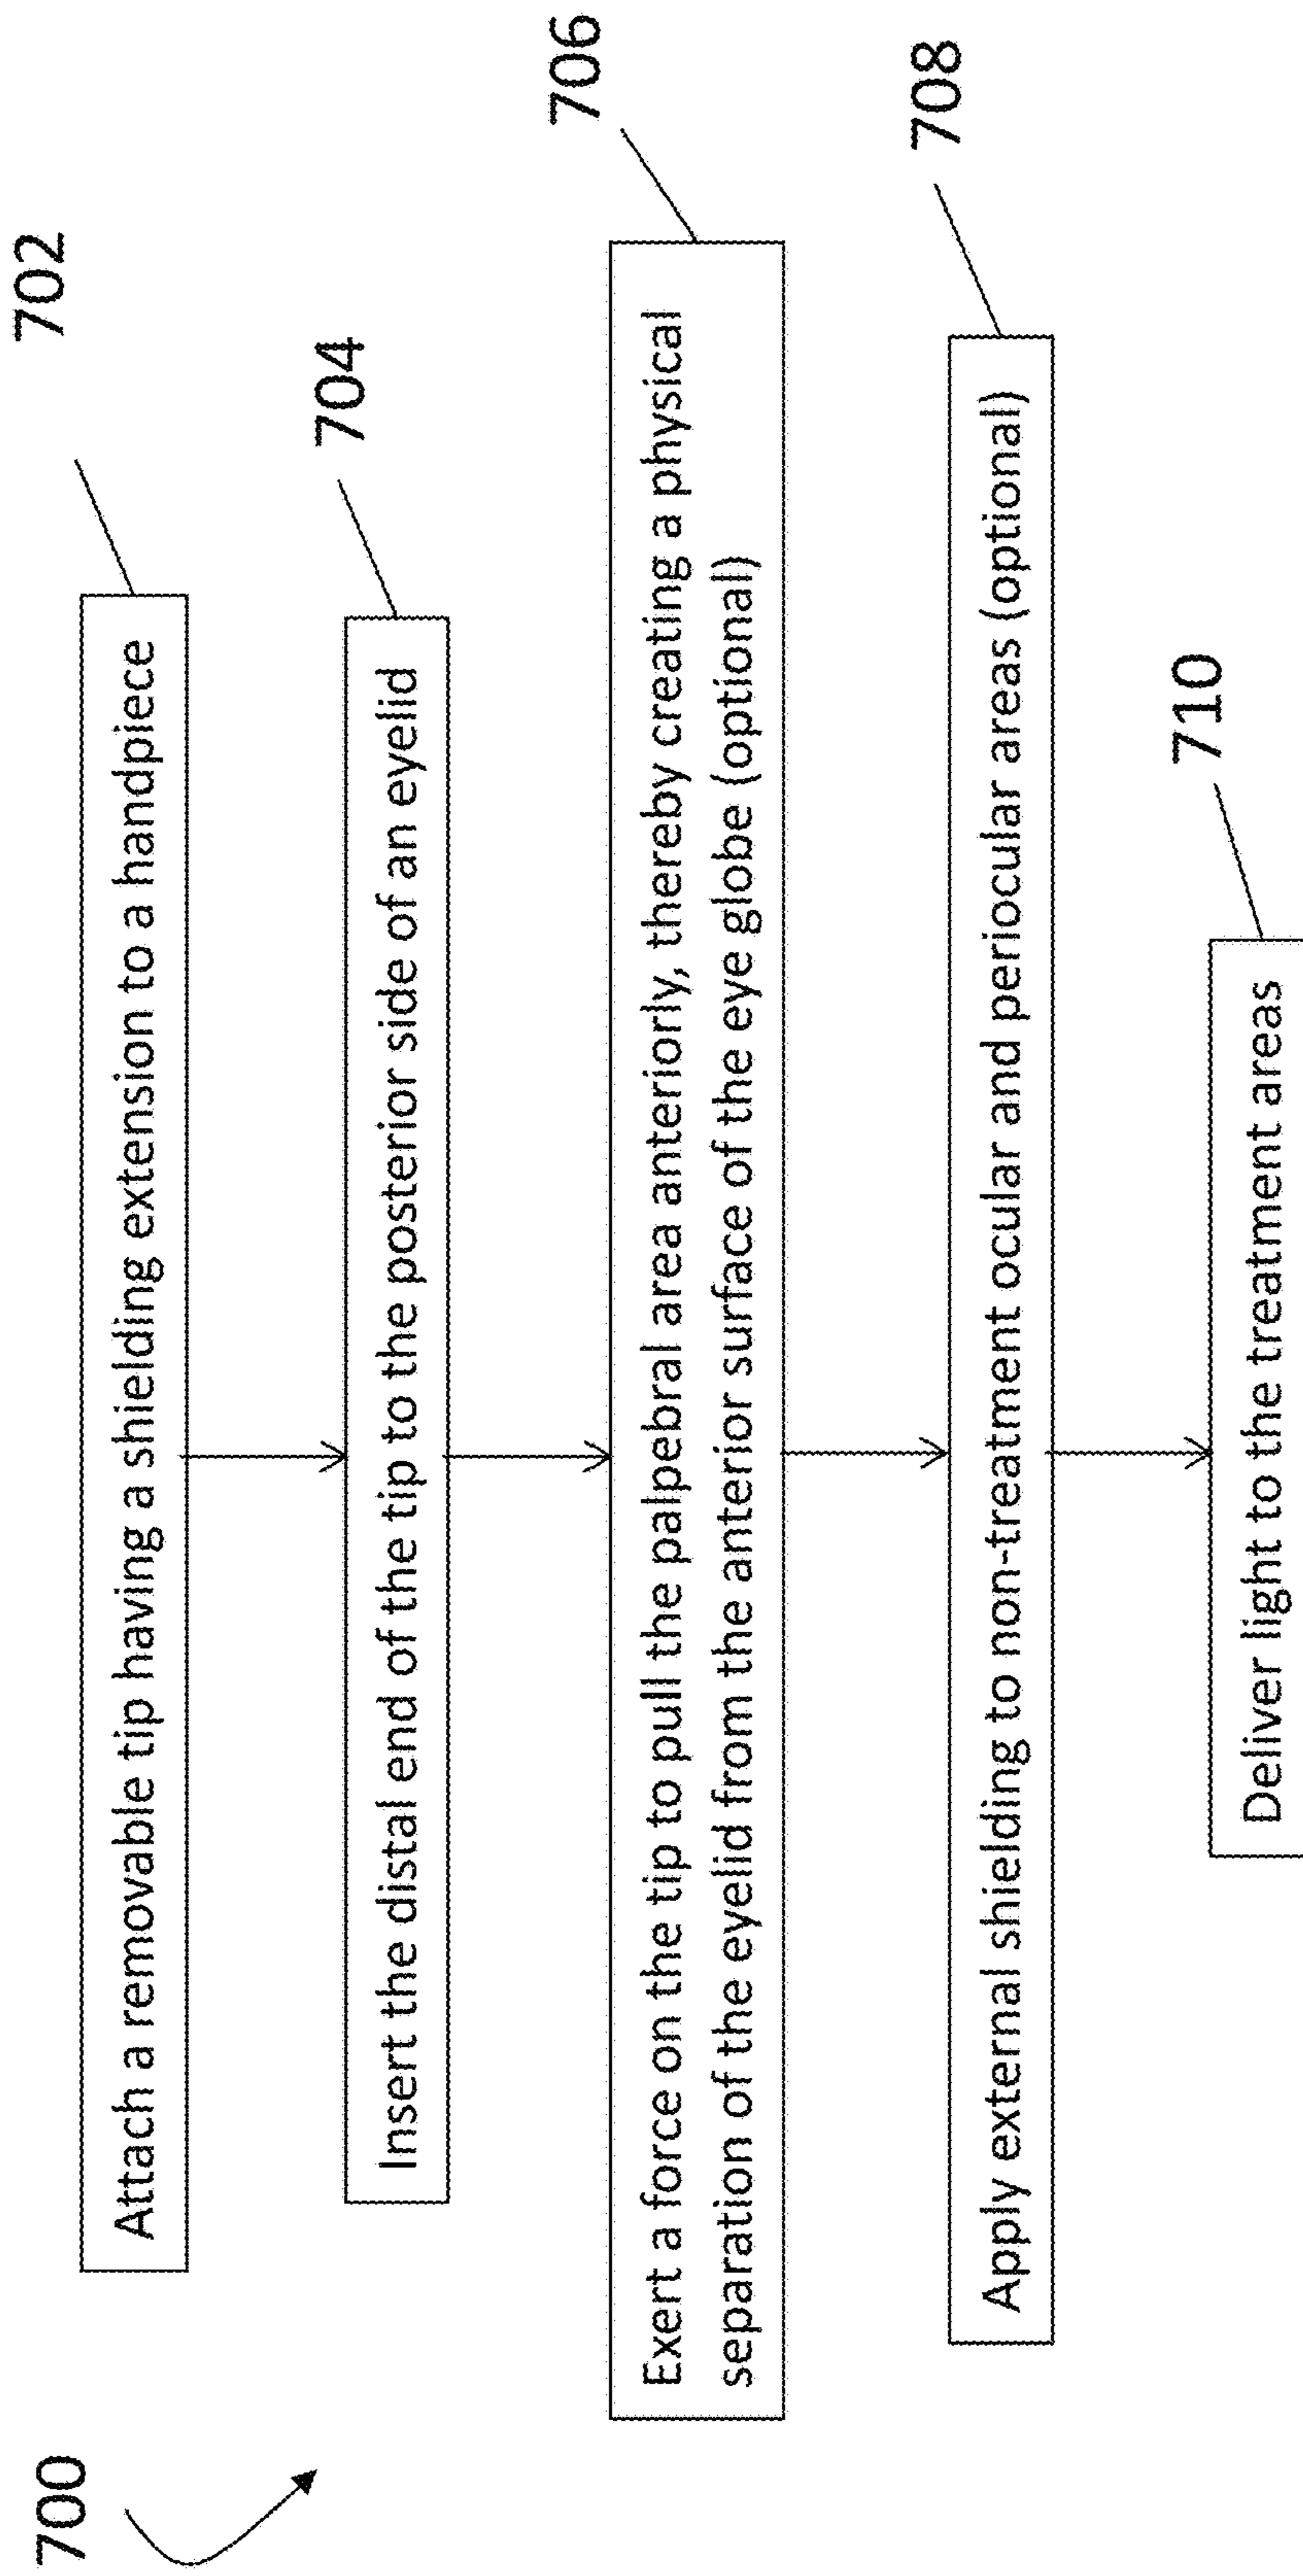 700
702
Attach a removable tip having a shielding extension to a handpiece
704
Insert the distal end of the tip to the posterior side of an eyelid
706
Exert a force on the tip to pull the palpebral area anteriorly, thereby creating a physical
separation of the eyelid from the anterior surface of the eye globe (optional)
708
Apply external shielding to non-treatment ocular and periocular areas (optional)
710
Deliver light to the treatment areas